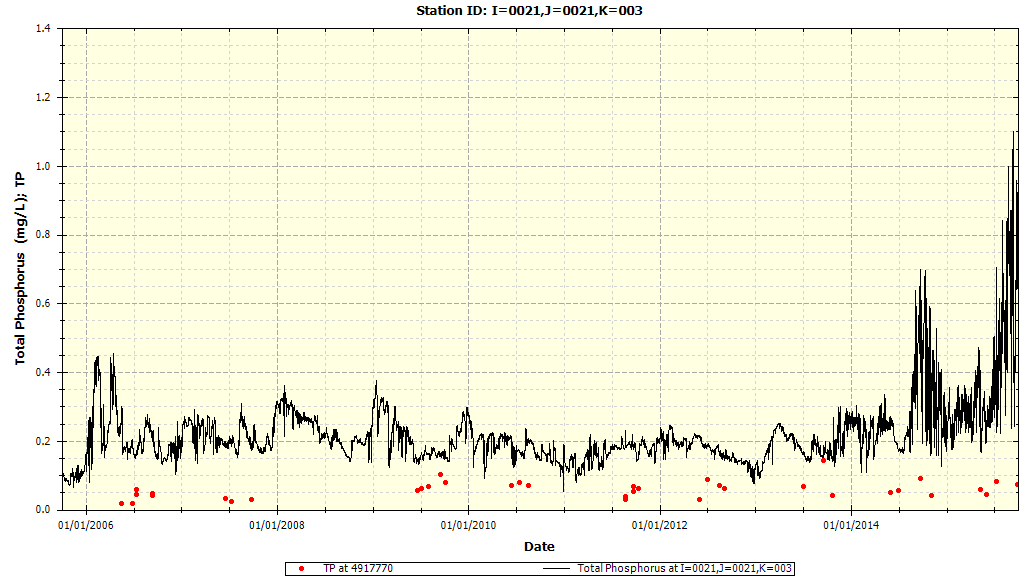 Station ID: I=0021,J=0021,K=003
1.4
1.2
1.0
0.8
0.6
0.4
0.2
0.0
Total Phosphorus (mg/L); TP
01/01/2006 01/01/2008 01/01/2010 01/01/2012 01/01/2014
Date
TP at 4917770 Total Phosphorus at I=0021,J=0021,K=003